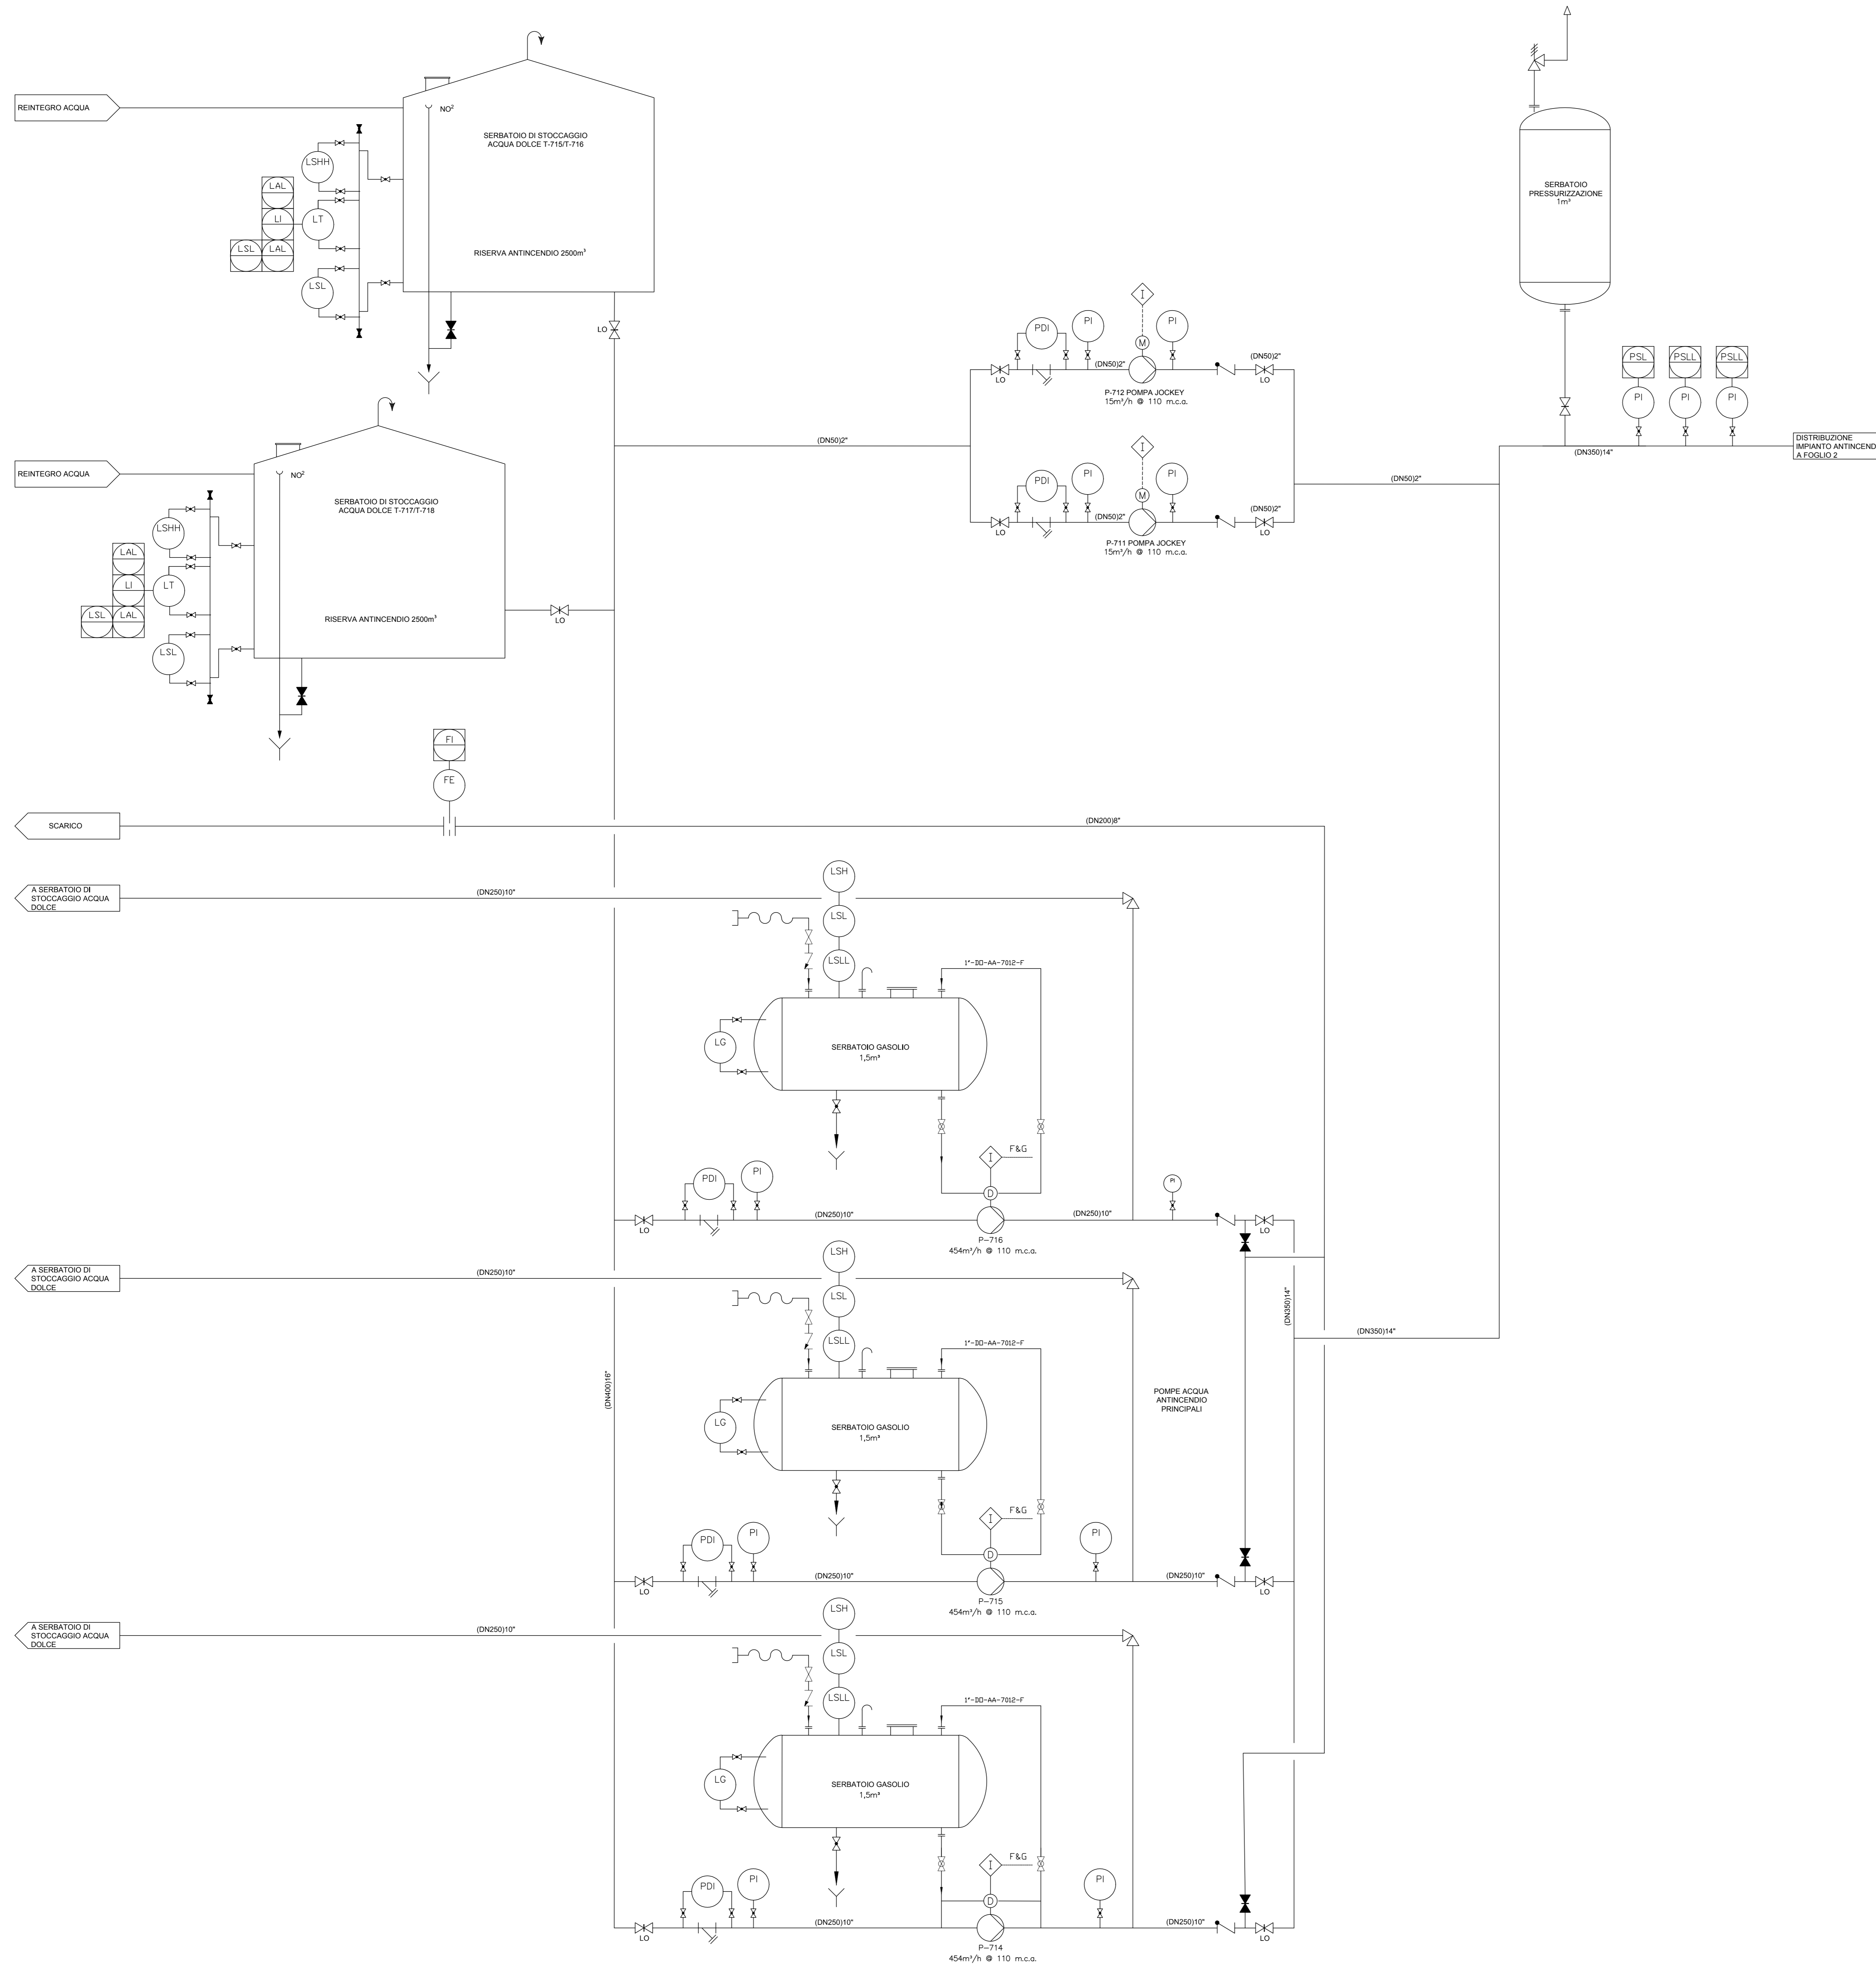 REINTEGRO ACQUA
NO²
SERBATOIO DI STOCCAGGIO
ACQUA DOLCE T-715/T-716
RISERVA ANTINCENDIO 2500m³
LSHH
LAL
LI
LT
LSL
LAL
LSL
LO
SERBATOIO
PRESSURIZZAZIONE
1m³
PDI
PI
I
M
PI
(DN50)2"
(DN50)2"
LO
LO
P-712 POMPA JOCKEY
15m³/h @ 110 m.c.a.
PSL
PSLL
PSLL
PI
PI
PI
(DN350)14"
DISTRIBUZIONE
IMPIANTO ANTINCEND
A FOGLIO 2
(DN50)2"
(DN50)2"
PDI
PI
I
M
PI
(DN50)2"
(DN50)2"
LO
LO
P-711 POMPA JOCKEY
15m³/h @ 110 m.c.a.
REINTEGRO ACQUA
NO²
SERBATOIO DI STOCCAGGIO
ACQUA DOLCE T-717/T-718
RISERVA ANTINCENDIO 2500m³
LSHH
LAL
LI
LT
LSL
LAL
LSL
LO
FI
FE
SCARICO
(DN200)8"
A SERBATOIO DI
STOCCAGGIO ACQUA
DOLCE
(DN250)10"
LSH
LSL
LSLL
1"-DO-AA-7012-F
LG
SERBATOIO GASOLIO
1,5m³
I
F&G
D
PDI
PI
PI
LO
(DN250)10"
(DN250)10"
LO
P-716
454m³/h @ 110 m.c.a.
A SERBATOIO DI
STOCCAGGIO ACQUA
DOLCE
(DN250)10"
LSH
LSL
LSLL
1"-DO-AA-7012-F
(DN350)14"
(DN350)14"
(DN400)16"
LG
SERBATOIO GASOLIO
1,5m³
POMPE ACQUA
ANTINCENDIO
PRINCIPALI
I
F&G
D
PDI
PI
PI
LO
(DN250)10"
(DN250)10"
LO
P-715
454m³/h @ 110 m.c.a.
A SERBATOIO DI
STOCCAGGIO ACQUA
DOLCE
(DN250)10"
LSH
LSL
LSLL
1"-DO-AA-7012-F
LG
SERBATOIO GASOLIO
1,5m³
I
F&G
D
PDI
PI
PI
LO
(DN250)10"
(DN250)10"
LO
P-714
454m³/h @ 110 m.c.a.